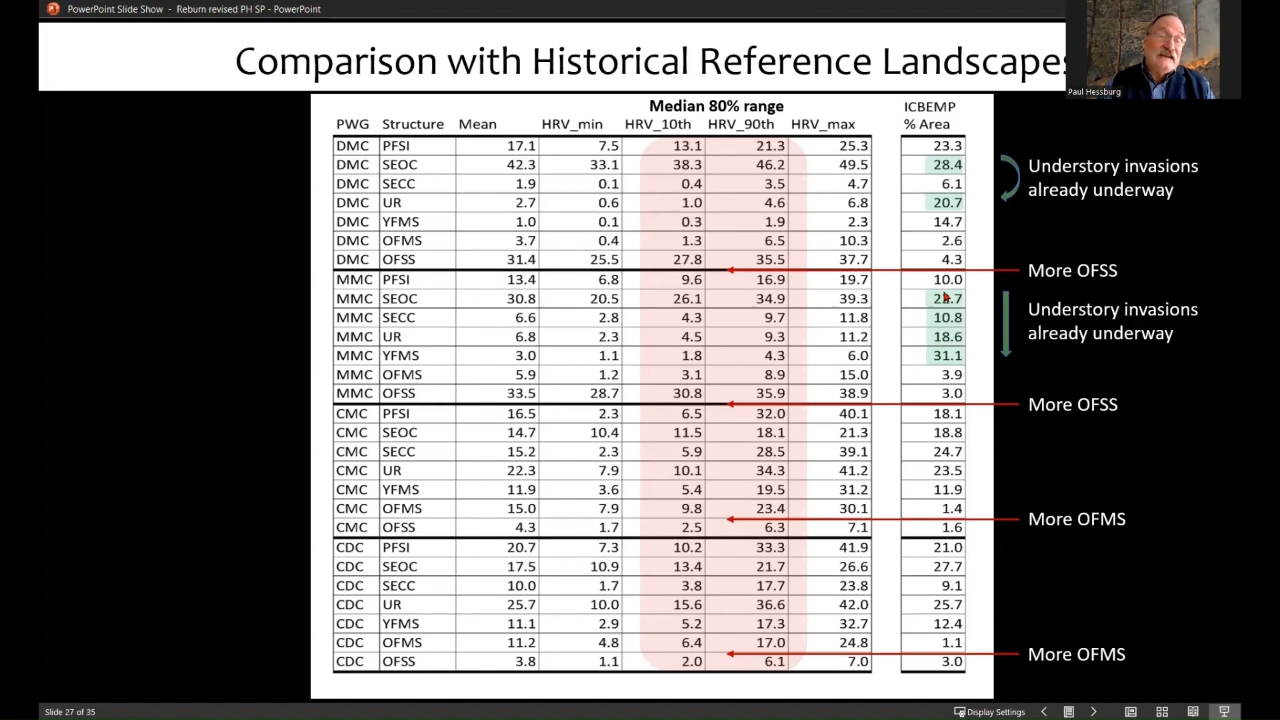 PowerPoint Slide Show - Reburn revised PH SP - PowerPoint
Comparison with Historical Reference Landscapes
Paul Hessburg
Median 80% range
ICBEMP
PWG Structure Mean HRV_min HRV_10th HRV_90th HRV_max % Area
DMC PFSI 17.1 7.5 13.1 21.3 25.3 23.3
DMC SEOC 42.3 33.1 38.3 46.2 49.5 28.4
DMC SECC 1.9 0.1 0.4 3.5 4.7 6.1
DMC UR 2.7 0.6 1.0 4.6 6.8 20.7
DMC YFMS 1.0 0.1 0.3 1.9 2.3 14.7
DMC OFMS 3.7 0.4 1.3 6.5 10.3 2.6
DMC OFSS 31.4 25.5 27.8 35.5 37.7 4.3
MMC PFSI 13.4 6.8 9.6 16.9 19.7 10.0
MMC SEOC 30.8 20.5 26.1 34.9 39.3
MMC SECC 6.6 2.8 4.3 9.7 11.8 10.8
MMC UR 6.8 2.3 4.5 9.3 11.2 18.6
MMC YFMS 3.0 1.1 1.8 4.3 6.0 31.1
MMC OFMS 5.9 1.2 3.1 8.9 15.0 3.9
MMC OFSS 33.5 28.7 30.8 35.9 38.9 3.0
CMC PFSI 16.5 2.3 6.5 32.0 40.1 18.1
CMC SEOC 14.7 10.4 11.5 18.1 21.3 18.8
CMC SECC 15.2 2.3 5.9 28.5 39.1 24.7
CMC UR 22.3 7.9 10.1 34.3 41.2 23.5
CMC YFMS 11.9 3.6 5.4 19.5 31.2 11.9
CMC OFMS 15.0 7.9 9.8 23.4 30.1 1.4
CMC OFSS 4.3 1.7 2.5 6.3 7.1 1.6
CDC PFSI 20.7 7.3 10.2 33.3 41.9 21.0
CDC SEOC 17.5 10.9 13.4 21.7 26.6 27.7
CDC SECC 10.0 1.7 3.8 17.7 23.8 9.1
CDC UR 25.7 10.0 15.6 36.6 42.0 25.7
CDC YFMS 11.1 2.9 5.2 17.3 32.7 12.4
CDC OFMS 11.2 4.8 6.4 17.0 24.8 1.1
CDC OFSS 3.8 1.1 2.0 6.1 7.0 3.0
Understory invasions
already underway
More OFSS
Understory invasions
already underway
More OFSS
More OFMS
More OFMS
Slide 27 of 35
Display Settings